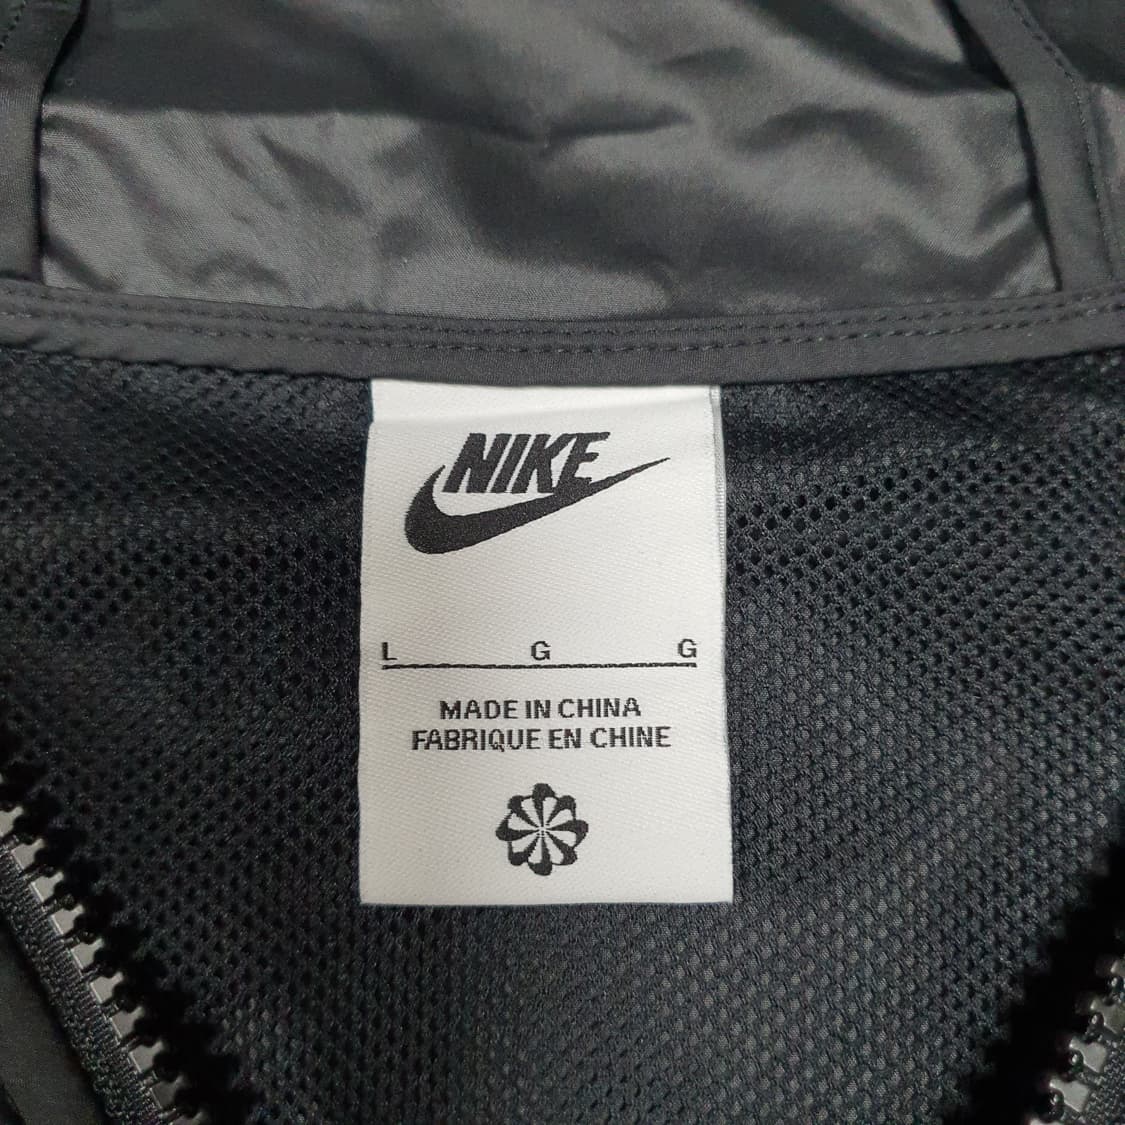 NIKE
L G G
MADE IN CHINA
FABRIQUE EN CHINE